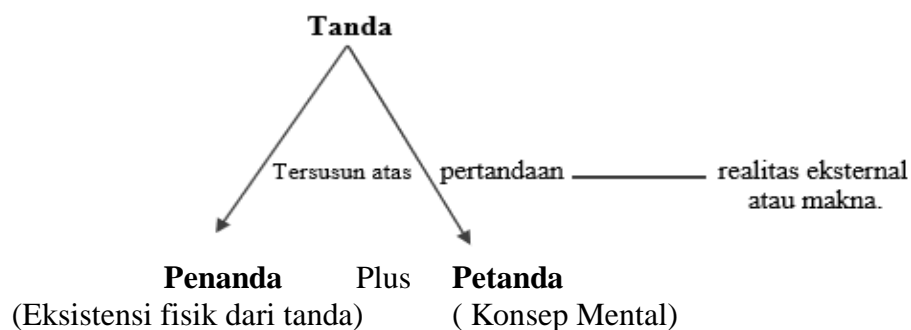 Tanda
Tersusun atas pertandaan realitas eksternal
atau makna.
Penanda Plus Petanda
(Eksistensi fisik dari tanda) ( Konsep Mental)